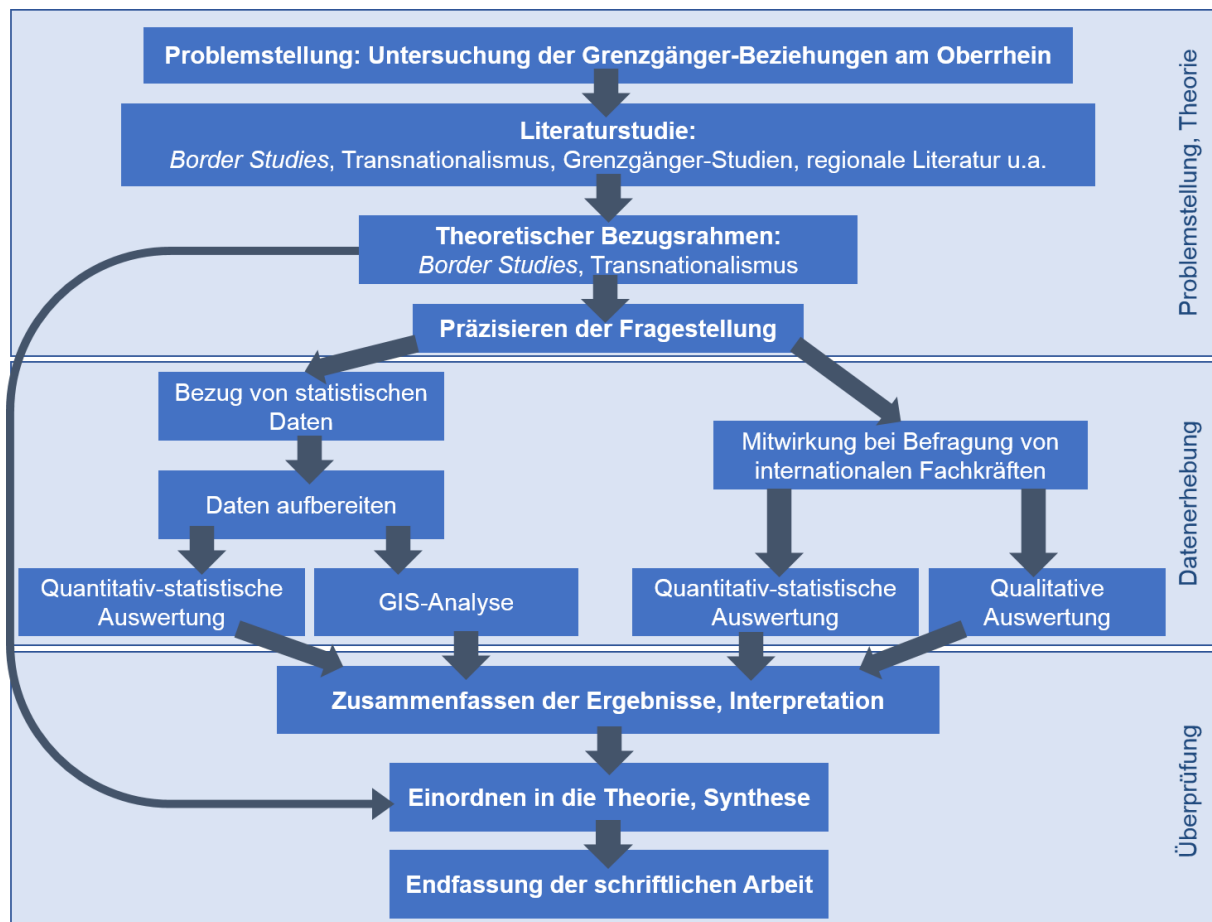 Problemstellung: Untersuchung der Grenzgänger-Beziehungen am Oberrhein
Literaturstudie:
Border Studies, Transnationalismus, Grenzgänger-Studien, regionale Literatur u.a.
Theoretischer Bezugsrahmen:
Border Studies, Transnationalismus
Präzisieren der Fragestellung
Problemstellung, Theorie
Bezug von statistischen
Daten
Mitwirkung bei Befragung von
internationalen Fachkräften
Daten aufbereiten
Quantitativ-statistische
Auswertung
GIS-Analyse
Quantitativ-statistische
Auswertung
Qualitative
Auswertung
Datenerhebung
Zusammenfassen der Ergebnisse, Interpretation
Einordnen in die Theorie, Synthese
Endfassung der schriftlichen Arbeit
Überprüfung